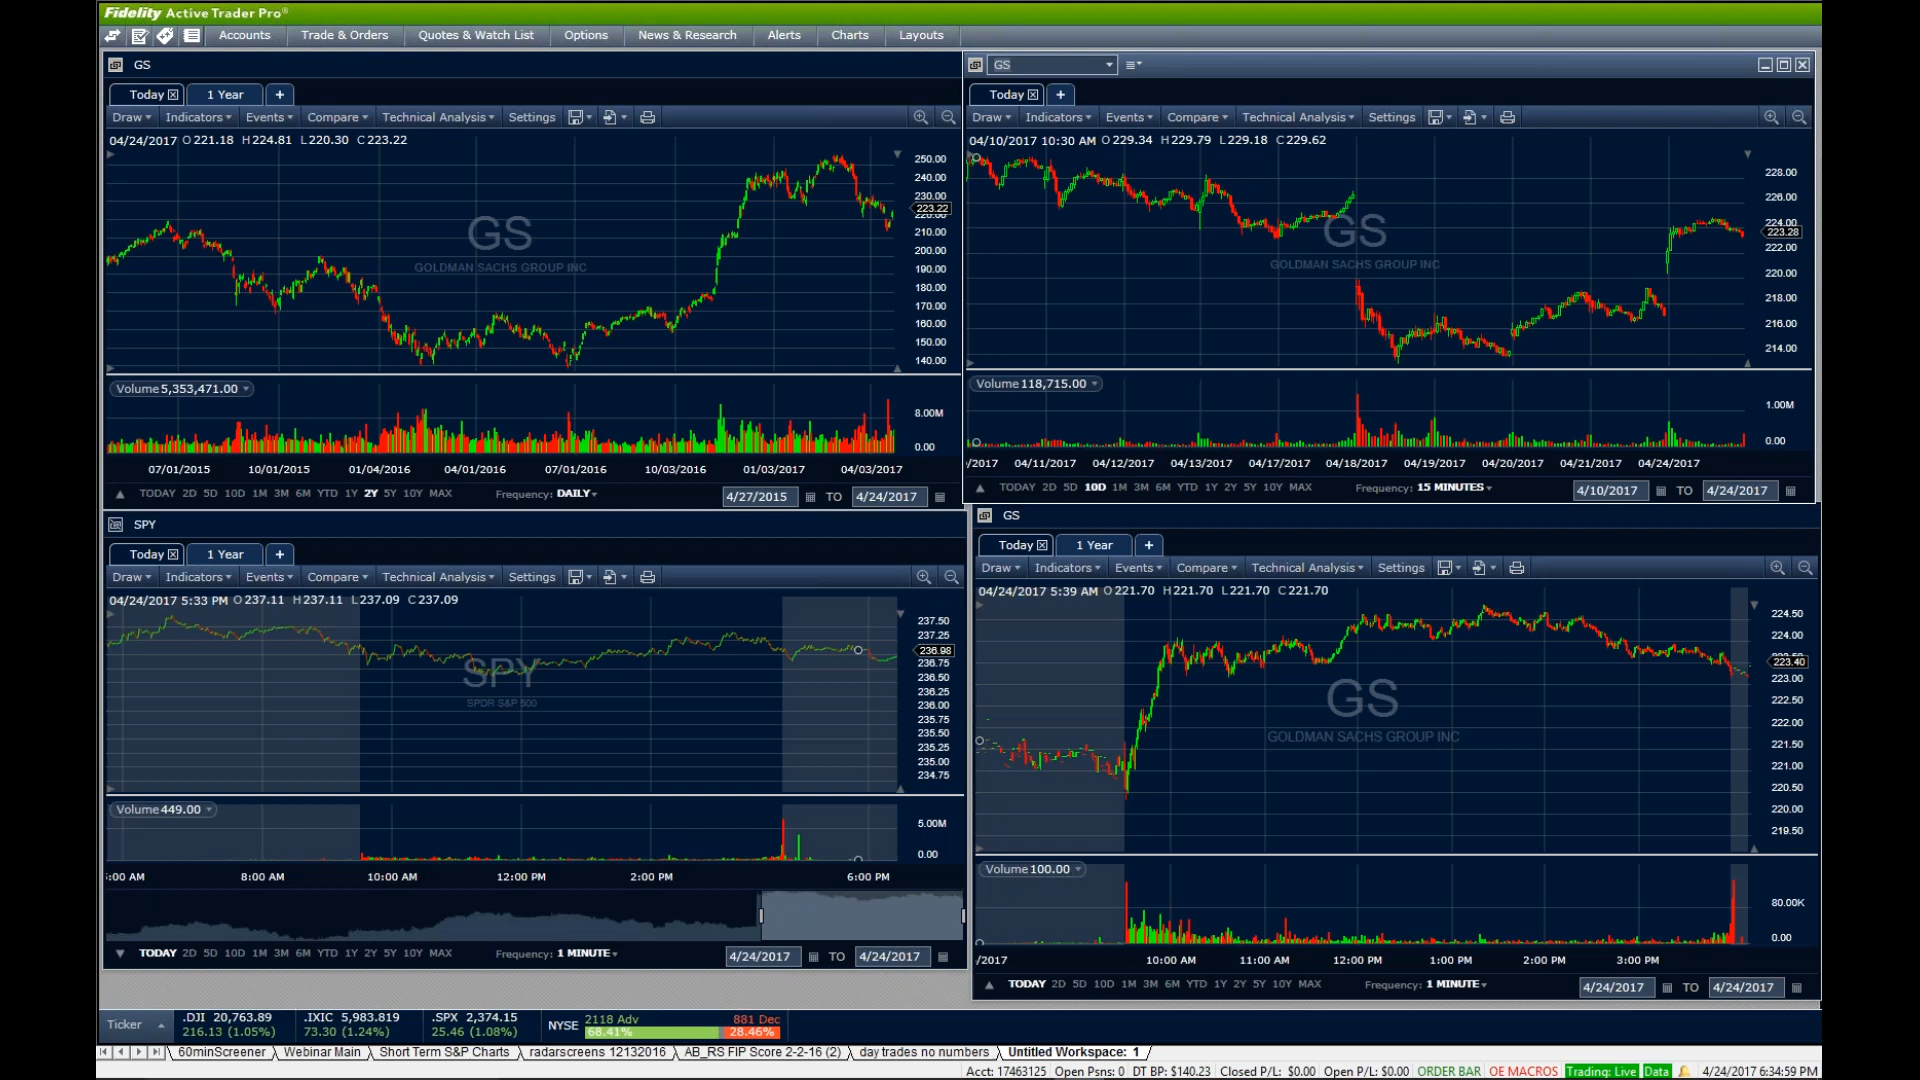 Fidelity Active Trader Pro®
Accounts Trade & Orders Quotes & Watch List Options News & Research Alerts Charts Layouts
GS
Today 1 Year +
Draw Indicators Events Compare Technical Analysis Settings
04/24/2017 O 221.18 H 224.81 L 220.30 C 223.22
250.00
240.00
230.00
223.22
220.00
210.00
200.00
190.00
180.00
170.00
160.00
150.00
140.00
GS
GOLDMAN SACHS GROUP INC
Volume 5,353,471.00
8.00M
0.00
07/01/2015 10/01/2015 01/04/2016 04/01/2016 07/01/2016 10/03/2016 01/03/2017 04/03/2017
TODAY 2D 5D 10D 1M 3M 6M YTD 1Y 2Y 5Y 10Y MAX Frequency: DAILY 4/27/2015 TO 4/24/2017
GS
Today +
Draw Indicators Events Compare Technical Analysis Settings
04/10/2017 10:30 AM O 229.34 H 229.79 L 229.18 C 229.62
228.00
226.00
224.00
223.28
222.00
220.00
218.00
216.00
214.00
GS
GOLDMAN SACHS GROUP INC
Volume 118,715.00
1.00M
0.00
/2017 04/11/2017 04/12/2017 04/13/2017 04/17/2017 04/18/2017 04/19/2017 04/20/2017 04/21/2017 04/24/2017
TODAY 2D 5D 10D 1M 3M 6M YTD 1Y 2Y 5Y 10Y MAX Frequency: 15 MINUTES 4/10/2017 TO 4/24/2017
SPY
Today 1 Year +
Draw Indicators Events Compare Technical Analysis Settings
04/24/2017 5:33 PM O 237.11 H 237.11 L 237.09 C 237.09
237.50
237.25
236.98
236.75
236.50
236.25
236.00
235.75
235.50
235.25
235.00
234.75
SPY
SPDR S&P 500
Volume 449.00
5.00M
0.00
:00 AM 8:00 AM 10:00 AM 12:00 PM 2:00 PM 6:00 PM
TODAY 2D 5D 10D 1M 3M 6M YTD 1Y 2Y 5Y 10Y MAX Frequency: 1 MINUTE 4/24/2017 TO 4/24/2017
GS
Today 1 Year +
Draw Indicators Events Compare Technical Analysis Settings
04/24/2017 5:39 AM O 221.70 H 221.70 L 221.70 C 221.70
224.50
224.00
223.40
223.00
222.50
222.00
221.50
221.00
220.50
220.00
219.50
GS
GOLDMAN SACHS GROUP INC
Volume 100.00
80.00K
0.00
/2017 10:00 AM 11:00 AM 12:00 PM 1:00 PM 2:00 PM 3:00 PM
TODAY 2D 5D 10D 1M 3M 6M YTD 1Y 2Y 5Y 10Y MAX Frequency: 1 MINUTE 4/24/2017 TO 4/24/2017
Ticker .DJI 20,763.89 .IXIC 5,983.819 .SPX 2,374.15 NYSE 2118 Adv 881 Dec
216.13 (1.05%) 73.30 (1.24%) 25.46 (1.08%) 68.41% 28.46%
60minScreener Webinar Main Short Term S&P Charts radarscreens 12132016 AB_RS FIP Score 2-2-16 (2) day trades no numbers Untitled Workspace: 1
Acct: 17463125 Open Psns: 0 DT BP: $140.23 Closed P/L: $0.00 Open P/L: $0.00 ORDER BAR OE MACROS Trading: Live Data 4/24/2017 6:34:59 PM